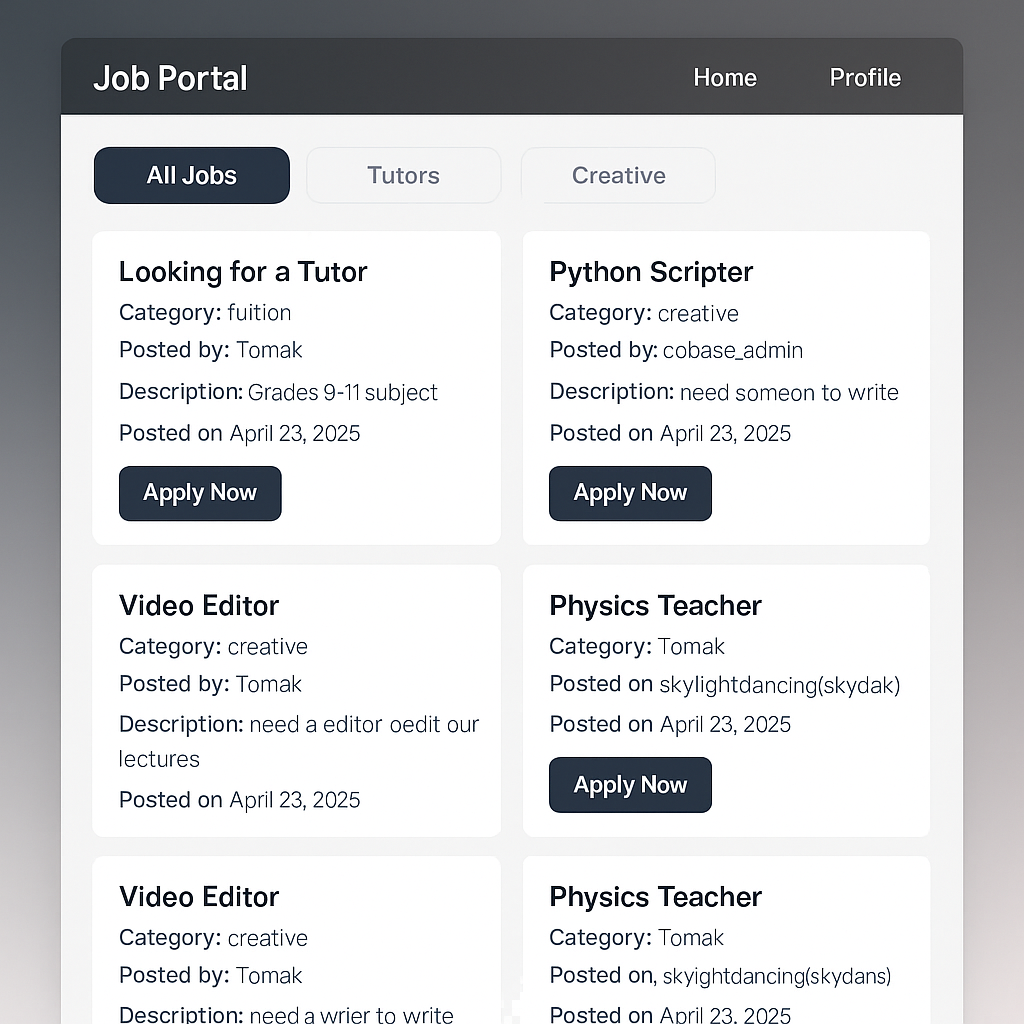 Job Portal Home Profile
All Jobs Tutors Creative
Looking for a Tutor
Category: fuition
Posted by: Tomak
Description: Grades 9-11 subject
Posted on April 23, 2025
Apply Now
Python Scripter
Category: creative
Posted by: cobase_admin
Description: need someon to write
Posted on April 23, 2025
Apply Now
Video Editor
Category: creative
Posted by: Tomak
Description: need a editor oedit our
lectures
Posted on April 23, 2025
Physics Teacher
Category: Tomak
Posted on skylightdancing(skydak)
Posted on April 23, 2025
Apply Now
Video Editor
Category: creative
Posted by: Tomak
Description: need a wrier to write
Physics Teacher
Category: Tomak
Posted on, skyightdancing(skydans)
Posted on April 23, 2025